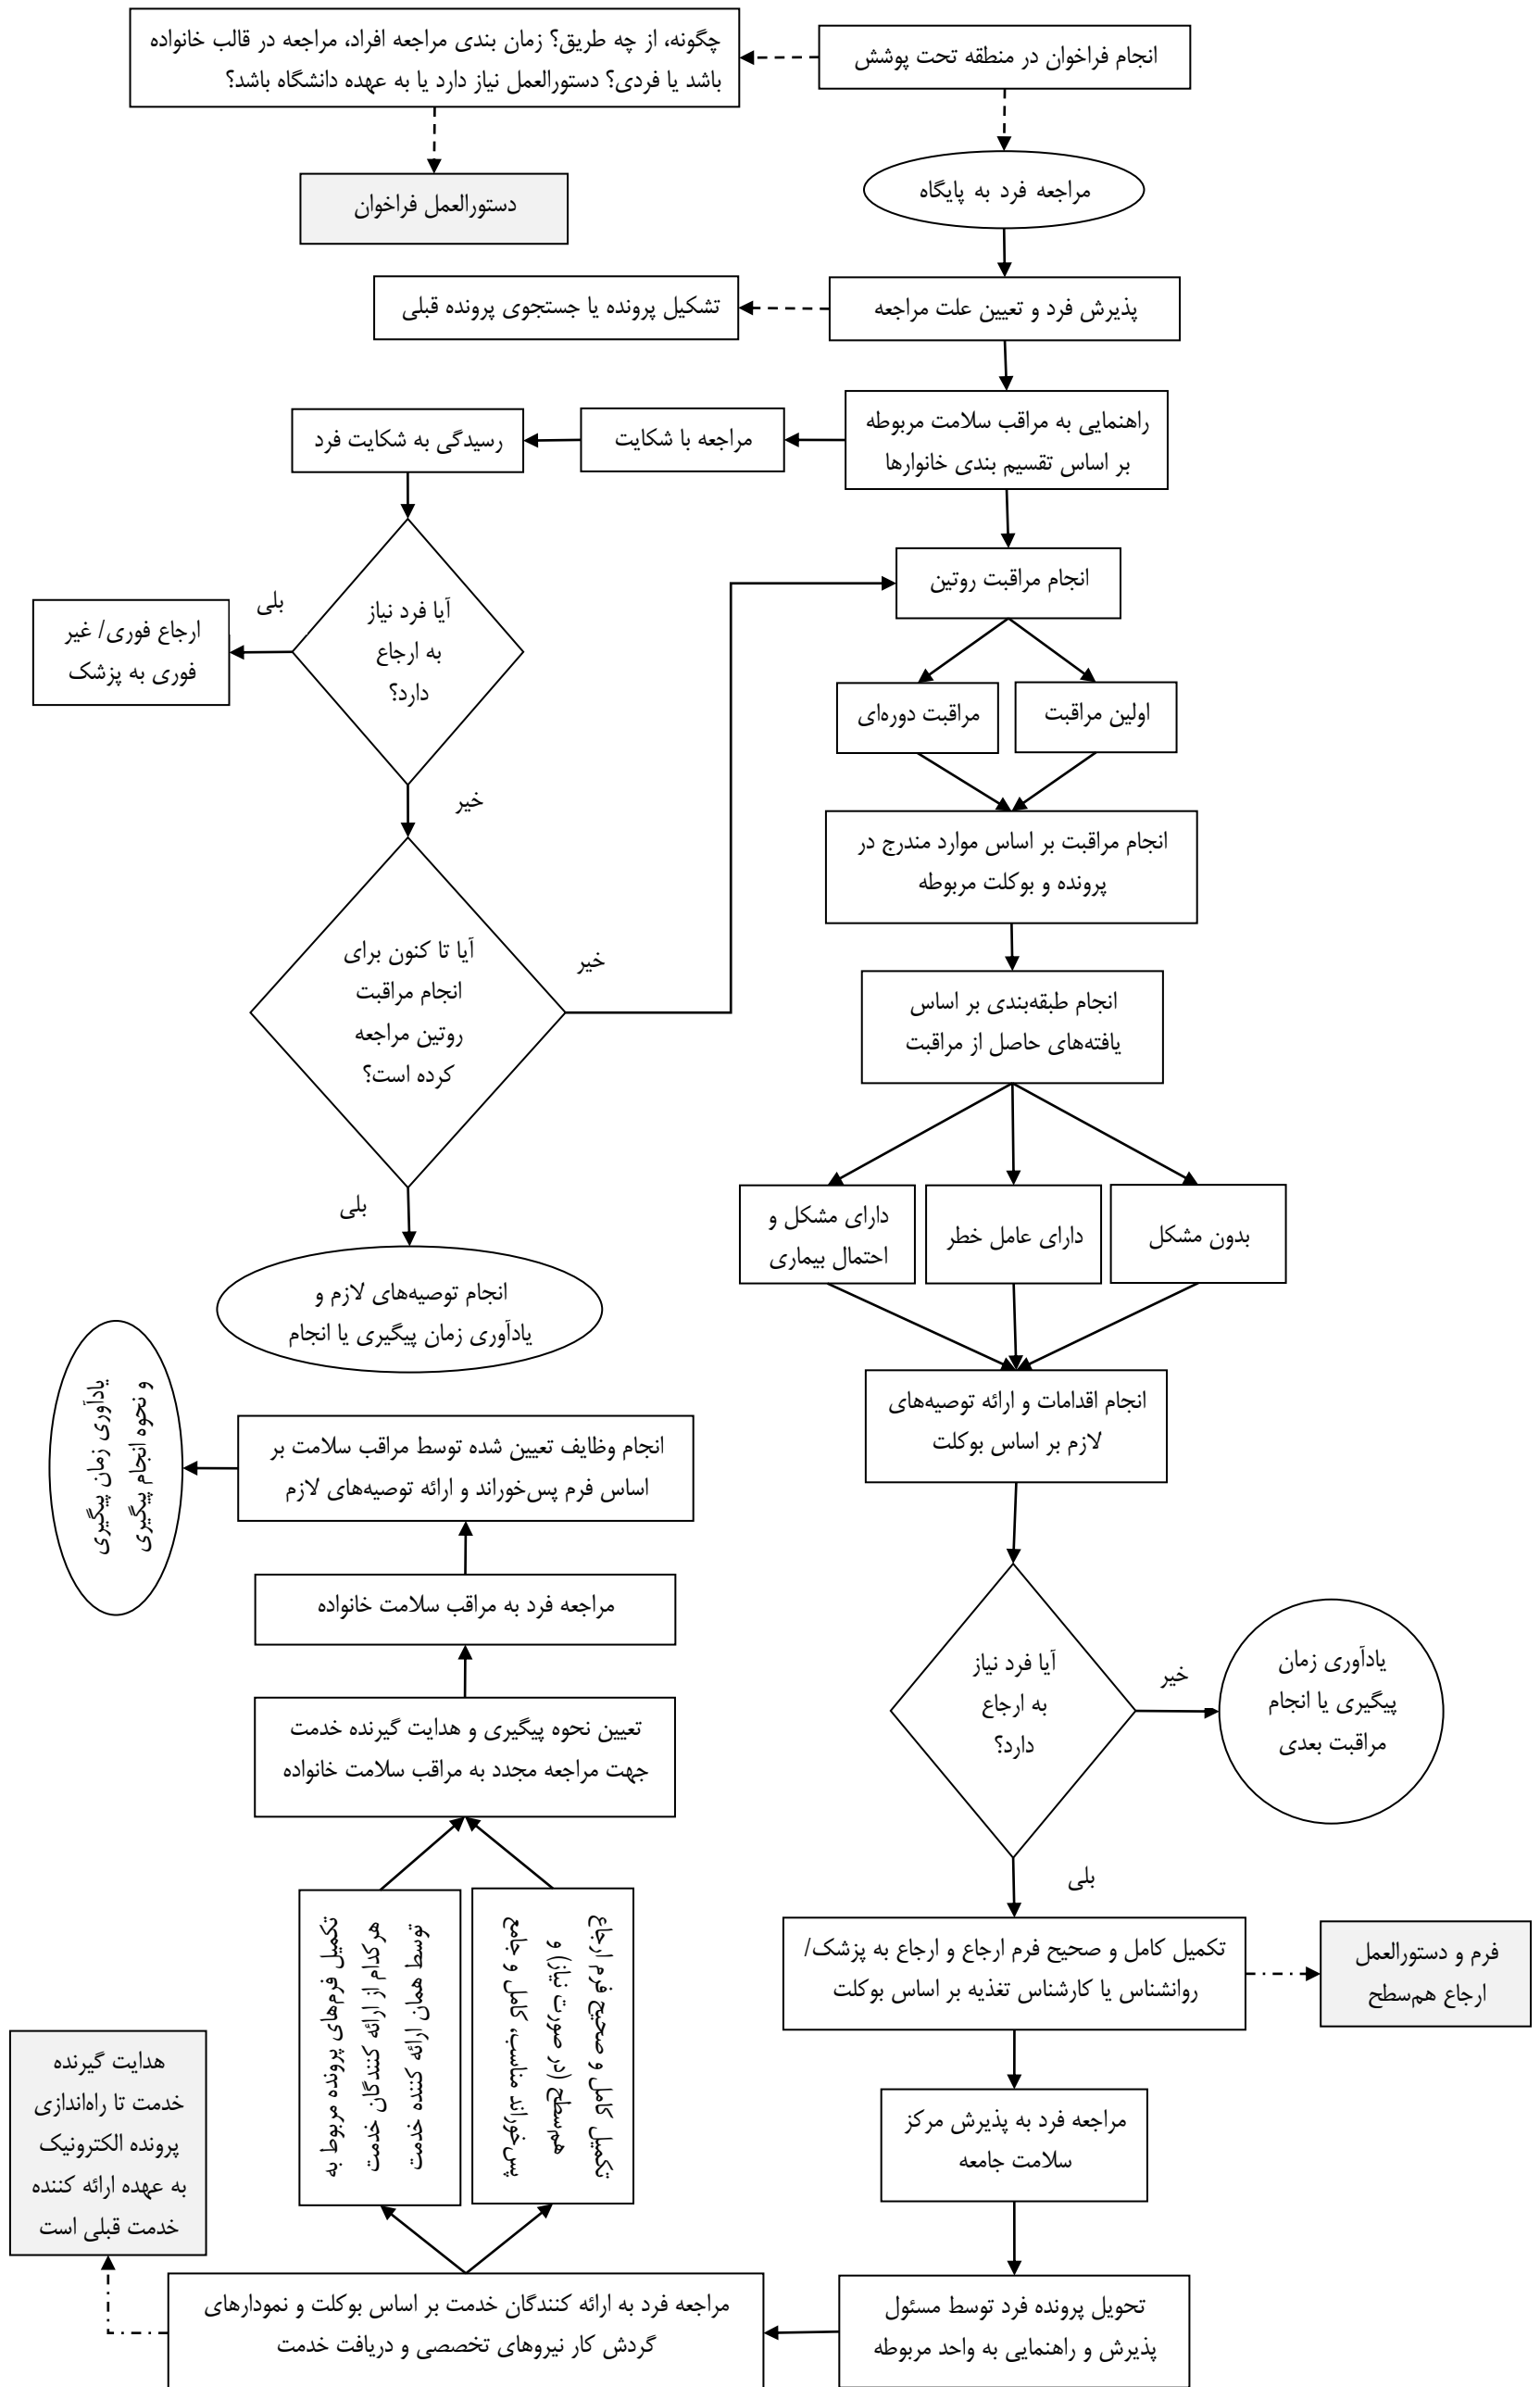 انجام فراخوان در منطقه تحت پوشش
چگونه، از چه طریق؟ زمان بندی مراجعه افراد، مراجعه در قالب خانواده
باشد یا فردی؟ دستورالعمل نیاز دارد یا به عهده دانشگاه باشد؟
دستورالعمل فراخوان
مراجعه فرد به پایگاه
پذیرش فرد و تعیین علت مراجعه
تشکیل پرونده یا جستجوی پرونده قبلی
راهنمایی به مراقب سلامت مربوطه
بر اساس تقسیم بندی خانوارها
مراجعه با شکایت
رسیدگی به شکایت فرد
آیا فرد نیاز
به ارجاع
دارد؟
بلی
ارجاع فوری/ غیر
فوری به پزشک
خیر
آیا تا کنون برای
انجام مراقبت
روتین مراجعه
کرده است؟
خیر
بلی
انجام توصیه‌های لازم و
یادآوری زمان پیگیری یا انجام
انجام مراقبت روتین
اولین مراقبت
مراقبت دوره‌ای
انجام مراقبت بر اساس موارد مندرج در
پرونده و بوکلت مربوطه
انجام طبقه‌بندی بر اساس
یافته‌های حاصل از مراقبت
بدون مشکل
دارای عامل خطر
دارای مشکل و
احتمال بیماری
انجام اقدامات و ارائه توصیه‌های
لازم بر اساس بوکلت
آیا فرد نیاز
به ارجاع
دارد؟
خیر
یادآوری زمان
پیگیری یا انجام
مراقبت بعدی
بلی
تکمیل کامل و صحیح فرم ارجاع و ارجاع به پزشک/
روانشناس یا کارشناس تغذیه بر اساس بوکلت
فرم و دستورالعمل
ارجاع هم‌سطح
مراجعه فرد به پذیرش مرکز
سلامت جامعه
تحویل پرونده فرد توسط مسئول
پذیرش و راهنمایی به واحد مربوطه
مراجعه فرد به ارائه کنندگان خدمت بر اساس بوکلت و نمودارهای
گردش کار نیروهای تخصصی و دریافت خدمت
هدایت گیرنده
خدمت تا راه‌اندازی
پرونده الکترونیک
به عهده ارائه کننده
خدمت قبلی است
تکمیل کامل و صحیح فرم ارجاع
هم‌سطح (در صورت نیاز) و
پس‌خوراند مناسب، کامل و جامع
تکمیل فرم‌های پرونده مربوط به
هرکدام از ارائه کنندگان خدمت
توسط همان ارائه کننده خدمت
تعیین نحوه پیگیری و هدایت گیرنده خدمت
جهت مراجعه مجدد به مراقب سلامت خانواده
مراجعه فرد به مراقب سلامت خانواده
انجام وظایف تعیین شده توسط مراقب سلامت بر
اساس فرم پس‌خوراند و ارائه توصیه‌های لازم
یادآوری زمان پیگیری
و نحوه انجام پیگیری